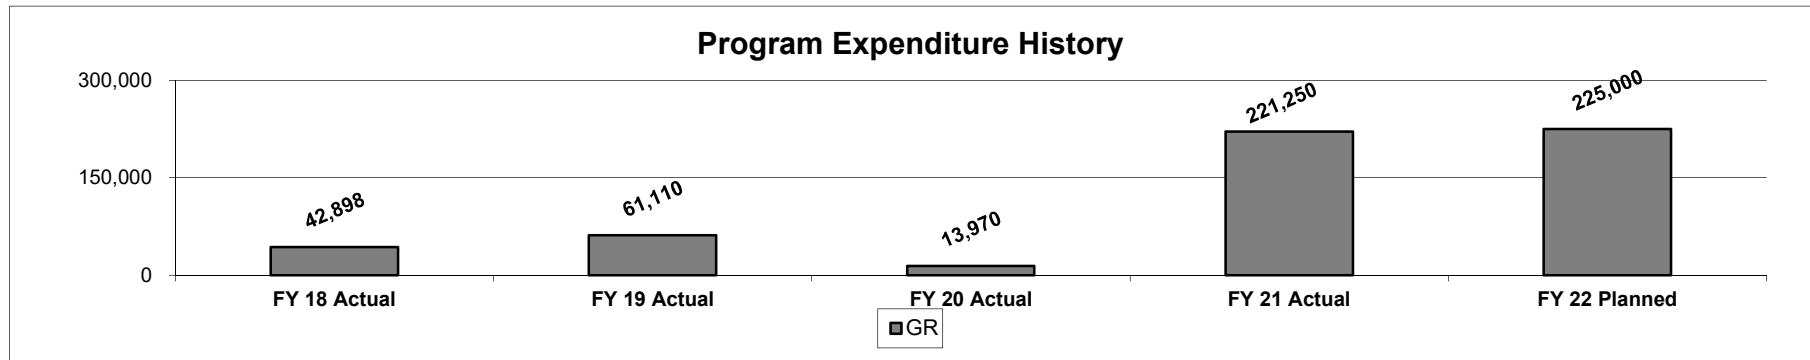 Program Expenditure History
300,000
150,000
0
42,898
61,110
13,970
221,250
225,000
FY 18 Actual
FY 19 Actual
FY 20 Actual
FY 21 Actual
FY 22 Planned
GR